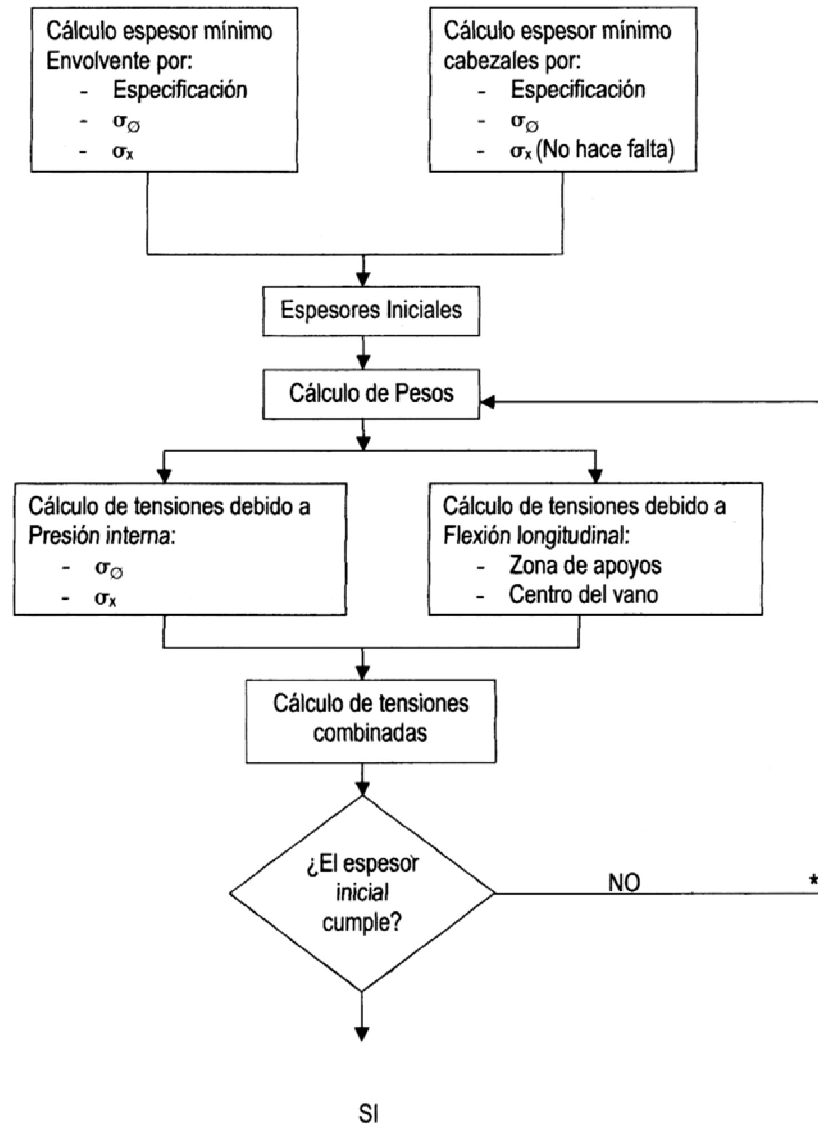 Cálculo espesor mínimo
Envolvente por:
- Especificación
- σ∅
- σx
Cálculo espesor mínimo
cabezales por:
- Especificación
- σ∅
- σx (No hace falta)
Espesores Iniciales
Cálculo de Pesos
Cálculo de tensiones debido a
Presión interna:
- σ∅
- σx
Cálculo de tensiones debido a
Flexión longitudinal:
- Zona de apoyos
- Centro del vano
Cálculo de tensiones
combinadas
¿El espesor
inicial
cumple?
NO
*
SI